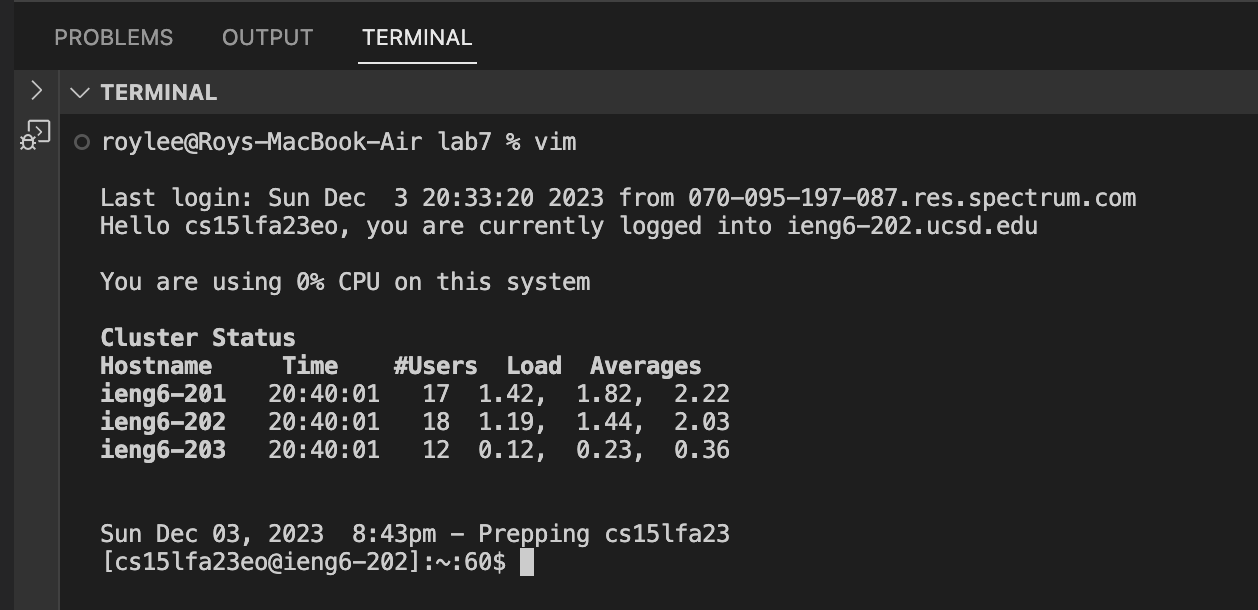 PROBLEMS OUTPUT TERMINAL
TERMINAL
roylee@Roys-MacBook-Air lab7 % vim
Last login: Sun Dec  3 20:33:20 2023 from 070-095-197-087.res.spectrum.com
Hello cs15lfa23eo, you are currently logged into ieng6-202.ucsd.edu
You are using 0% CPU on this system
Cluster Status
Hostname     Time    #Users  Load  Averages
ieng6-201   20:40:01   17  1.42,  1.82,  2.22
ieng6-202   20:40:01   18  1.19,  1.44,  2.03
ieng6-203   20:40:01   12  0.12,  0.23,  0.36
Sun Dec 03, 2023  8:43pm - Prepping cs15lfa23
[cs15lfa23eo@ieng6-202]:~:60$